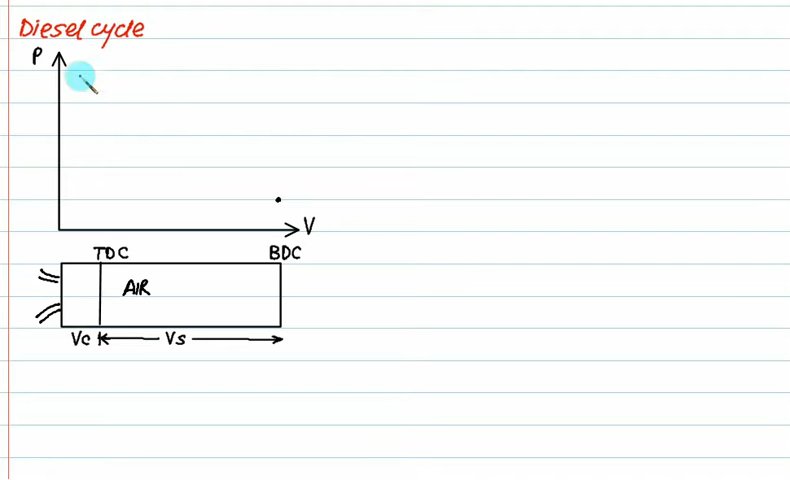 Diesel cycle
P
V
TDC BDC
AIR
Vc Vs